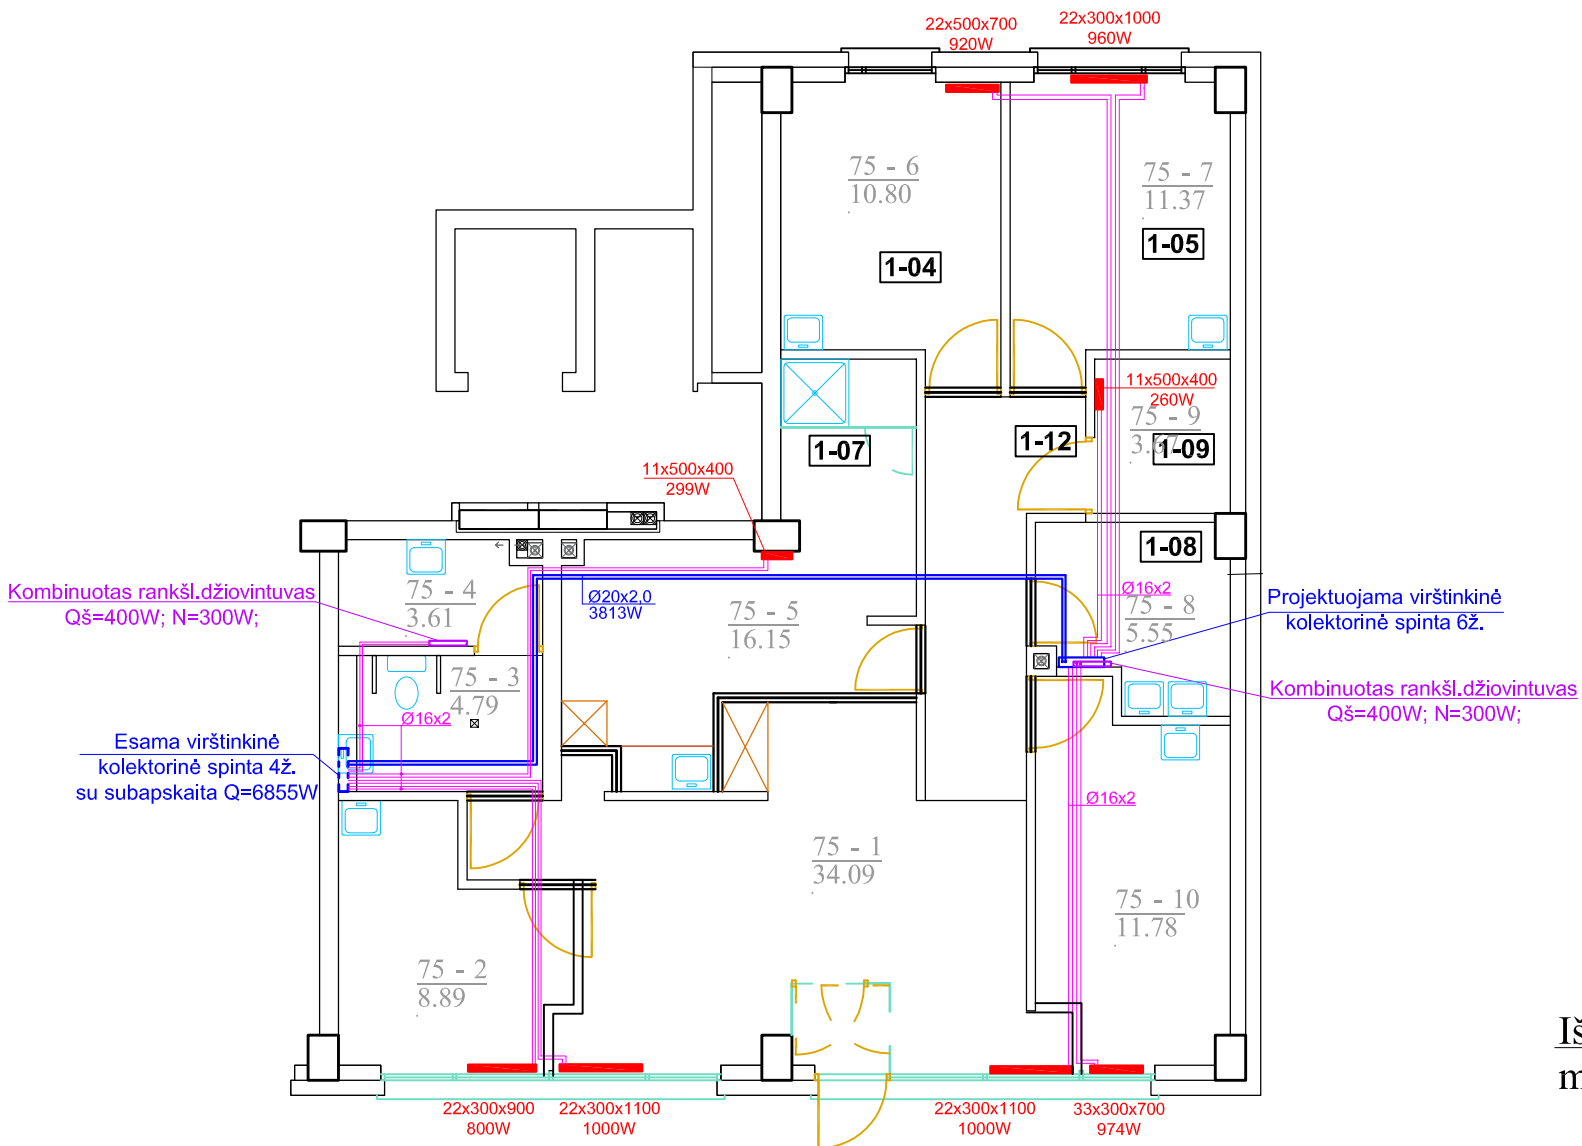 22x500x700
920W
22x300x1000
960W
75 - 6
10.80
75 - 7
11.37
1-05
1-04
11x500x400
260W
75 - 9
3.67
1-09
1-12
1-07
11x500x400
299W
1-08
Kombinuotas rankšl.džiovintuvas
Qš=400W; N=300W;
75 - 4
3.61
Ø20x2,0
3813W
75 - 5
16.15
Ø16x2
75 - 8
5.55
Projektuojama virštinkinė
kolektorinė spinta 6ž.
75 - 3
4.79
Ø16x2
Kombinuotas rankšl.džiovintuvas
Qš=400W; N=300W;
Esama virštinkinė
kolektorinė spinta 4ž.
su subapskaita Q=6855W
Ø16x2
75 - 1
34.09
75 - 10
11.78
75 - 2
8.89
Iš
m
22x300x900
800W
22x300x1100
1000W
22x300x1100
1000W
33x300x700
974W